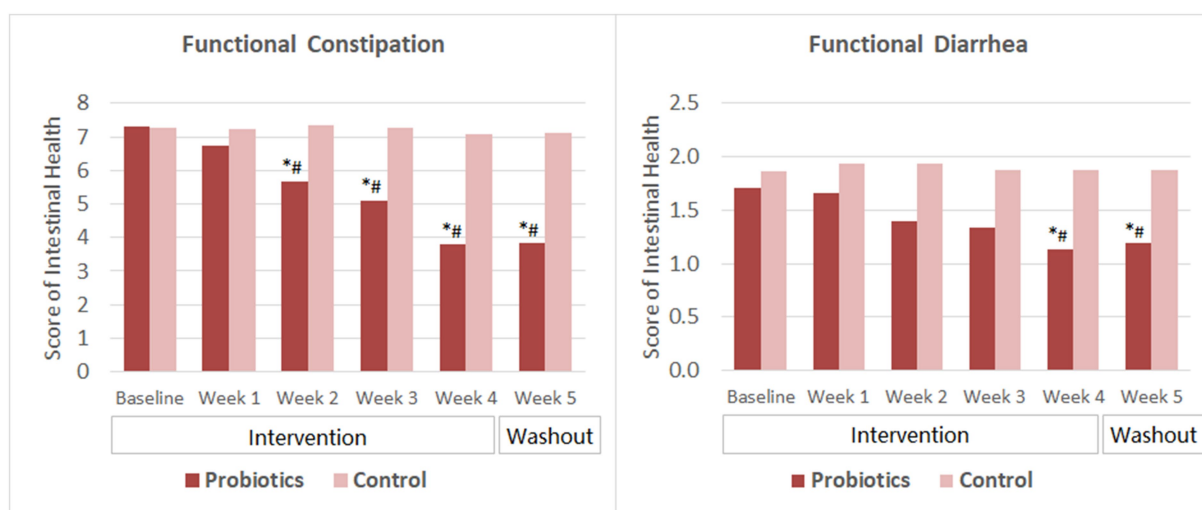 Functional Constipation
Score of Intestinal Health
8
7
6
5
4
3
2
1
0
*#
*#
*#
*#
Baseline Week 1 Week 2 Week 3 Week 4 Week 5
Intervention Washout
Probiotics Control
Functional Diarrhea
Score of Intestinal Health
2.5
2.0
1.5
1.0
0.5
0.0
*#
*#
Baseline Week 1 Week 2 Week 3 Week 4 Week 5
Intervention Washout
Probiotics Control